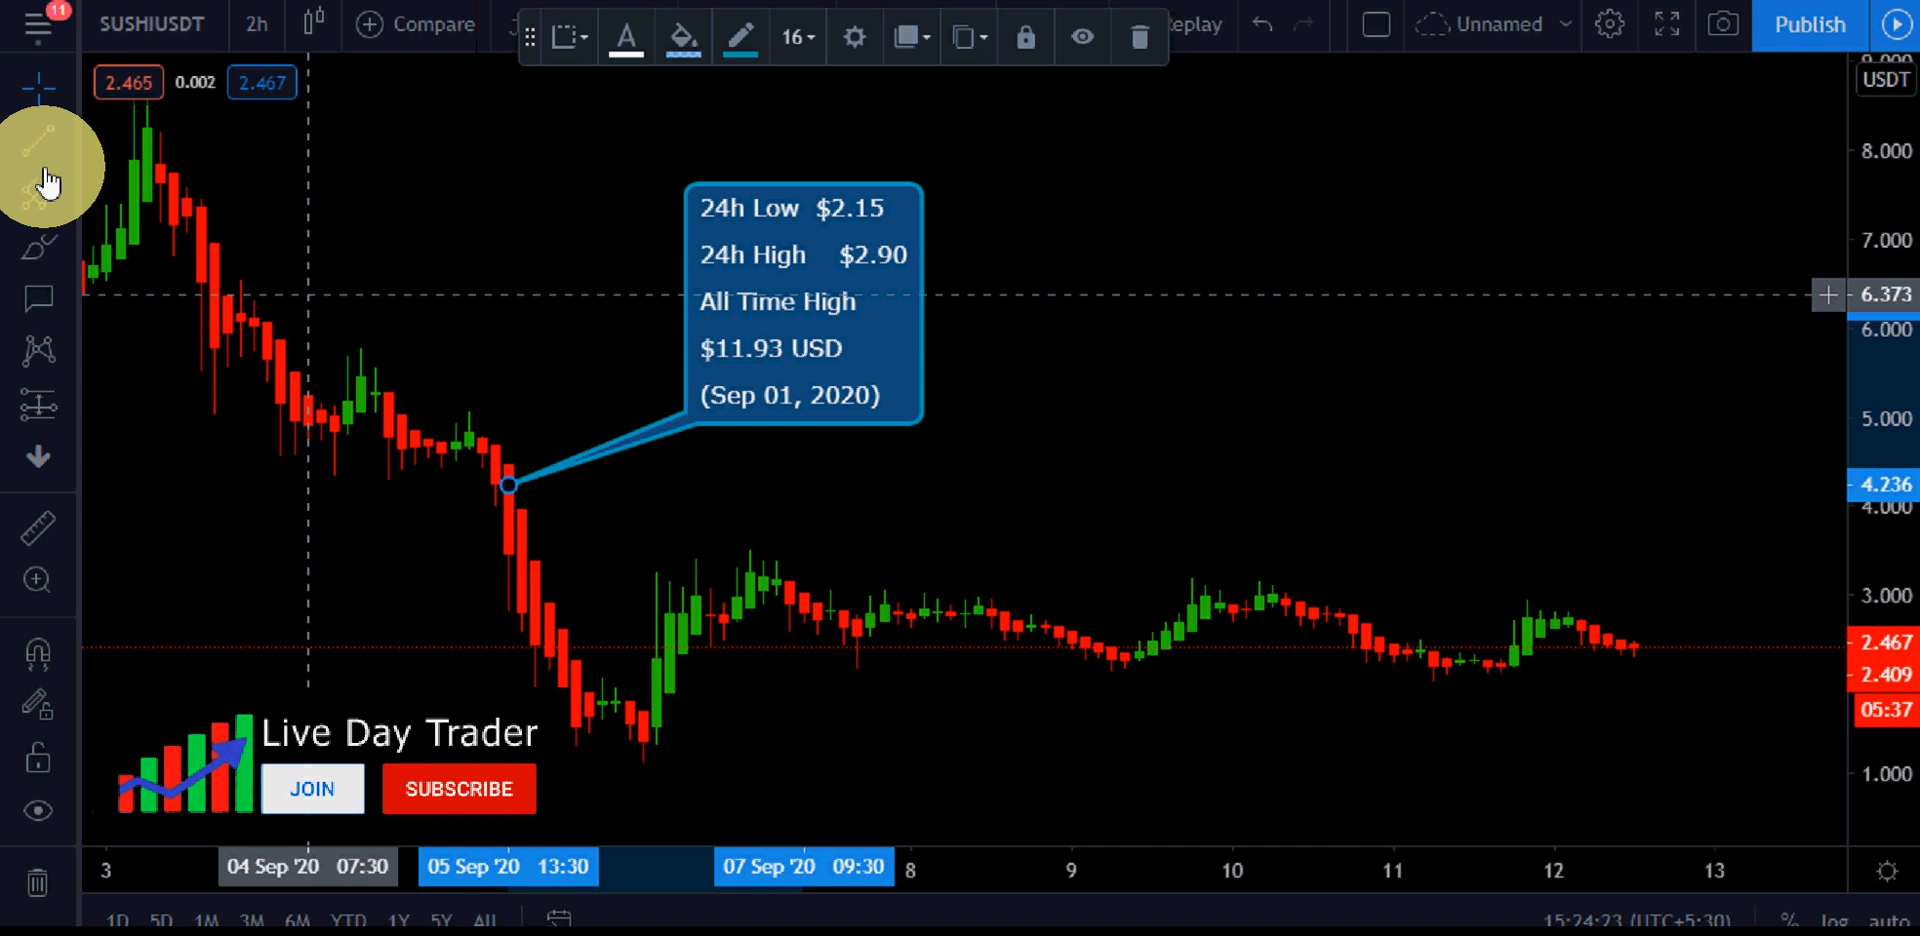 11
SUSHIUSDT
2h
Compare
16
eplay
Unnamed
Publish
2.465
0.002
2.467
USDT
9.000
8.000
7.000
6.373
6.000
5.000
4.236
4.000
3.000
2.467
2.409
05:37
1.000
24h Low $2.15
24h High $2.90
All Time High
$11.93 USD
(Sep 01, 2020)
Live Day Trader
JOIN
SUBSCRIBE
3
04 Sep '20 07:30
05 Sep '20 13:30
07 Sep '20 09:30
8
9
10
11
12
13
1D 5D 1M 3M 6M YTD 1Y 5Y All
15:24:23 (UTC+5:30)
%
log
auto